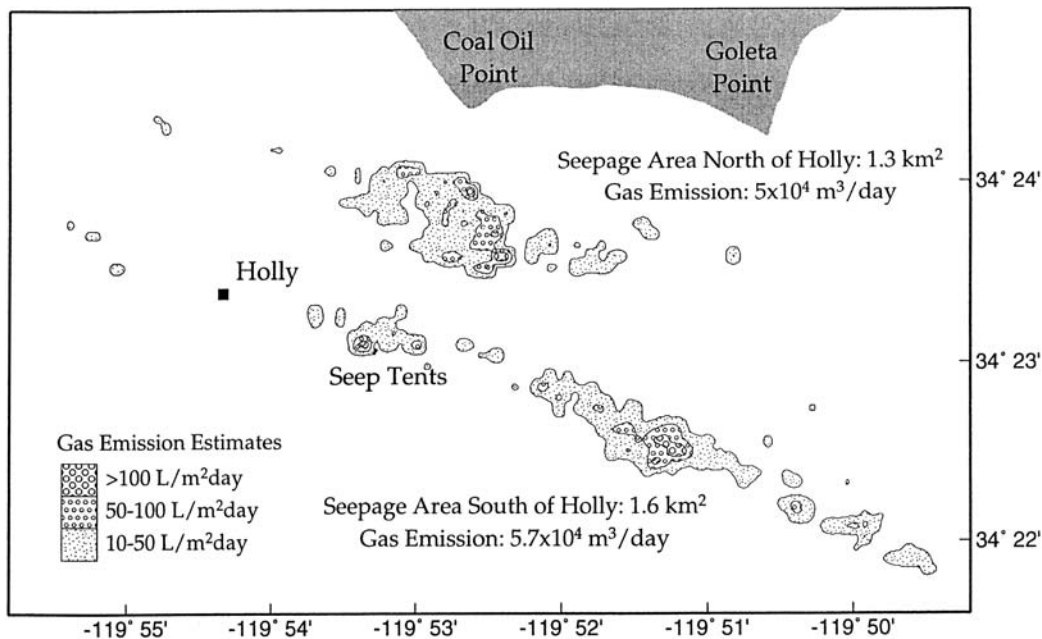 Coal Oil
Point
Goleta
Point
Seepage Area North of Holly: 1.3 km²
Gas Emission: 5x10⁴ m³/day
34° 24'
Holly
34° 23'
Seep Tents
Gas Emission Estimates
>100 L/m²day
50-100 L/m²day
10-50 L/m²day
Seepage Area South of Holly: 1.6 km²
Gas Emission: 5.7x10⁴ m³/day
34° 22'
-119° 55' -119° 54' -119° 53' -119° 52' -119° 51' -119° 50'